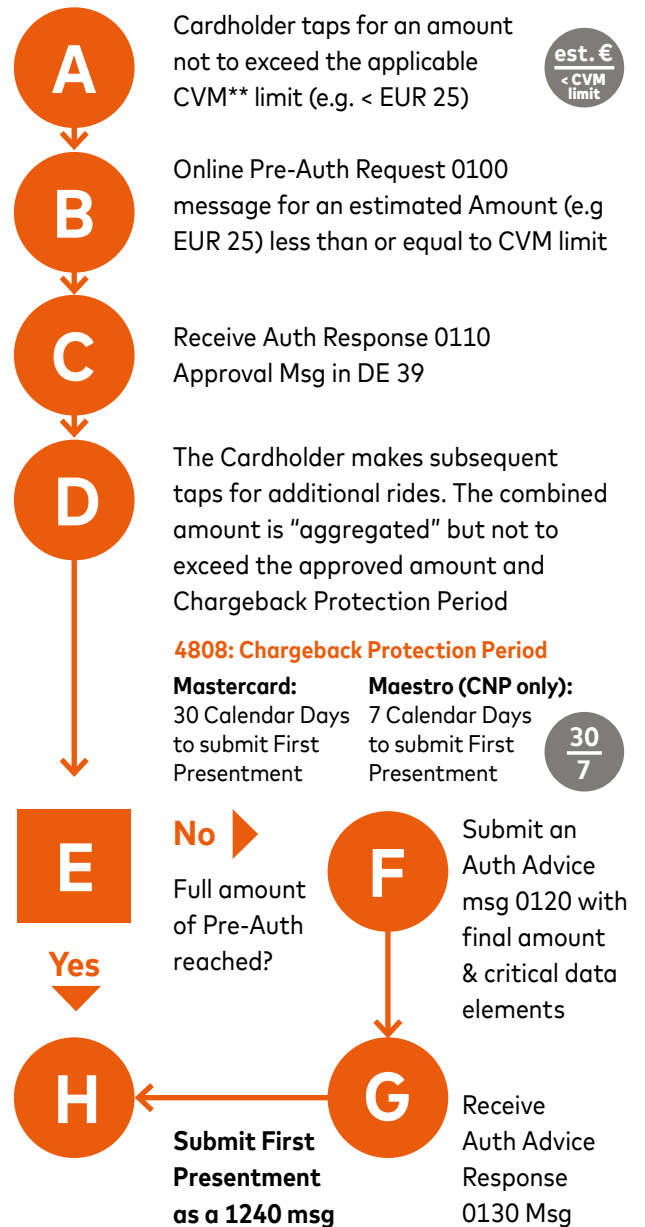 A
Cardholder taps for an amount
not to exceed the applicable
CVM** limit (e.g. < EUR 25)
est. €
< CVM
limit
B
Online Pre-Auth Request 0100
message for an estimated Amount (e.g
EUR 25) less than or equal to CVM limit
C
Receive Auth Response 0110
Approval Msg in DE 39
D
The Cardholder makes subsequent
taps for additional rides. The combined
amount is “aggregated” but not to
exceed the approved amount and
Chargeback Protection Period
4808: Chargeback Protection Period
Mastercard:
30 Calendar Days
to submit First
Presentment
Maestro (CNP only):
7 Calendar Days
to submit First
Presentment
30
7
E
No
Full amount
of Pre-Auth
reached?
Yes
F
Submit an
Auth Advice
msg 0120 with
final amount
& critical data
elements
G
Receive
Auth Advice
Response
0130 Msg
H
Submit First
Presentment
as a 1240 msg